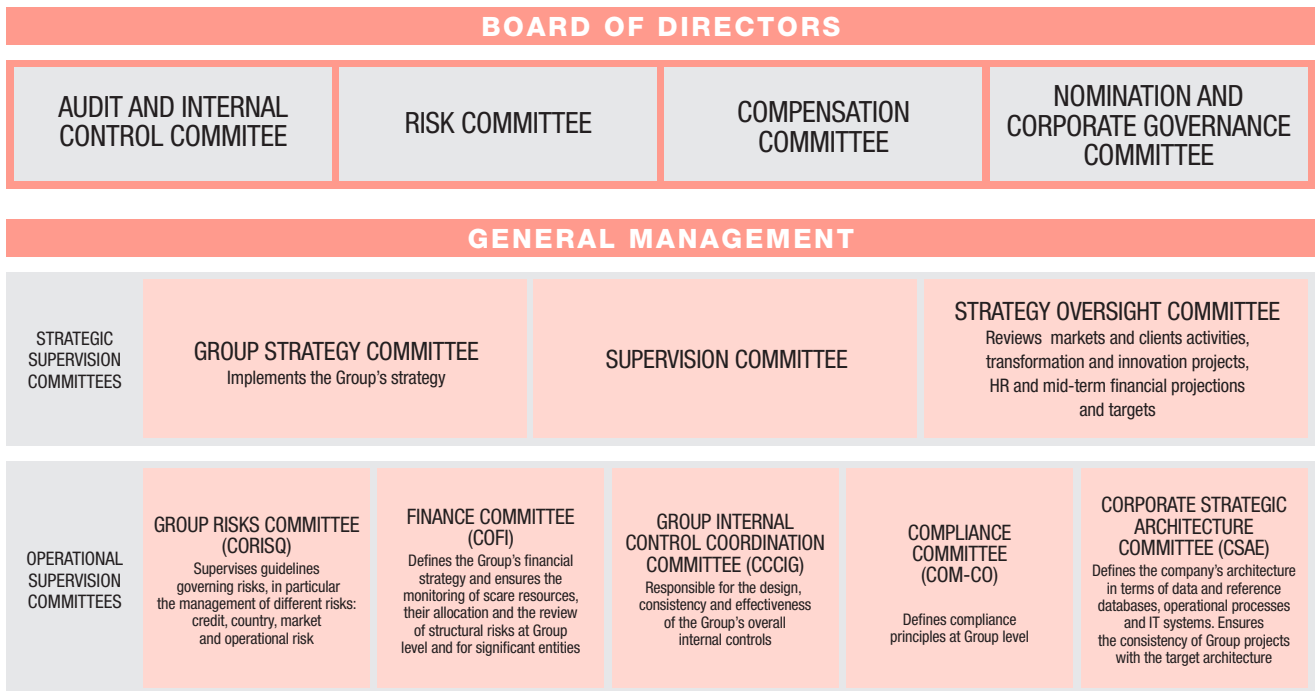 BOARD OF DIRECTORS
AUDIT AND INTERNAL
CONTROL COMMITEE
RISK COMMITTEE
COMPENSATION
COMMITTEE
NOMINATION AND
CORPORATE GOVERNANCE
COMMITTEE
GENERAL MANAGEMENT
STRATEGIC
SUPERVISION
COMMITTEES
GROUP STRATEGY COMMITTEE
Implements the Group's strategy
SUPERVISION COMMITTEE
STRATEGY OVERSIGHT COMMITTEE
Reviews markets and clients activities,
transformation and innovation projects,
HR and mid-term financial projections
and targets
OPERATIONAL
SUPERVISION
COMMITTEES
GROUP RISKS COMMITTEE
(CORISQ)
Supervises guidelines
governing risks, in particular
the management of different risks:
credit, country, market
and operational risk
FINANCE COMMITTEE
(COFI)
Defines the Group's financial
strategy and ensures the
monitoring of scare resources,
their allocation and the review
of structural risks at Group
level and for significant entities
GROUP INTERNAL
CONTROL COORDINATION
COMMITTEE (CCCIG)
Responsible for the design,
consistency and effectiveness
of the Group's overall
internal controls
COMPLIANCE
COMMITTEE
(COM-CO)
Defines compliance
principles at Group level
CORPORATE STRATEGIC
ARCHITECTURE
COMMITTEE (CSAE)
Defines the company's architecture
in terms of data and reference
databases, operational processes
and IT systems. Ensures
the consistency of Group projects
with the target architecture